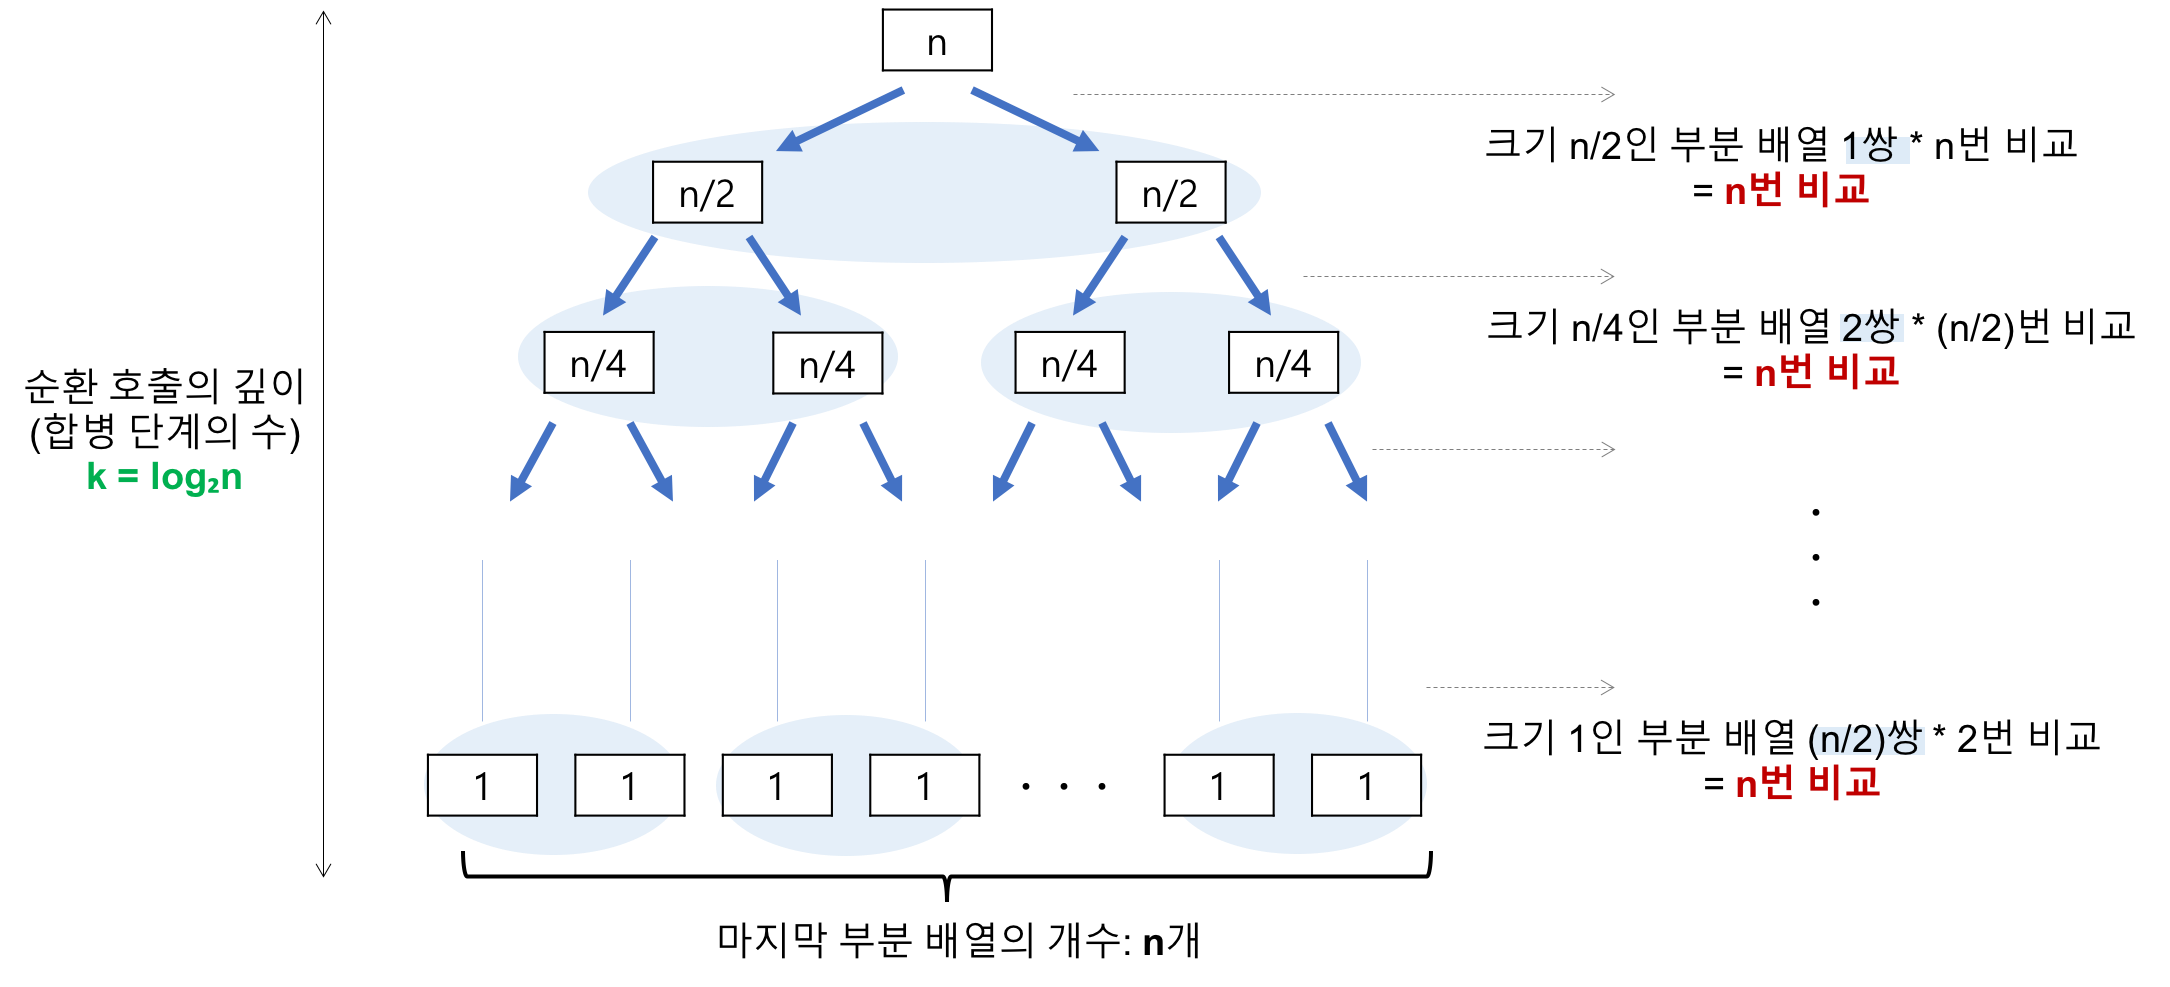 n
크기 n/2인 부분 배열 1쌍 * n번 비교
= n번 비교
n/2
n/2
크기 n/4인 부분 배열 2쌍 * (n/2)번 비교
= n번 비교
n/4
n/4
n/4
n/4
순환 호출의 깊이
(합병 단계의 수)
k = log₂n
크기 1인 부분 배열 (n/2)쌍 * 2번 비교
= n번 비교
1
1
1
1
· · ·
1
1
마지막 부분 배열의 개수: n개